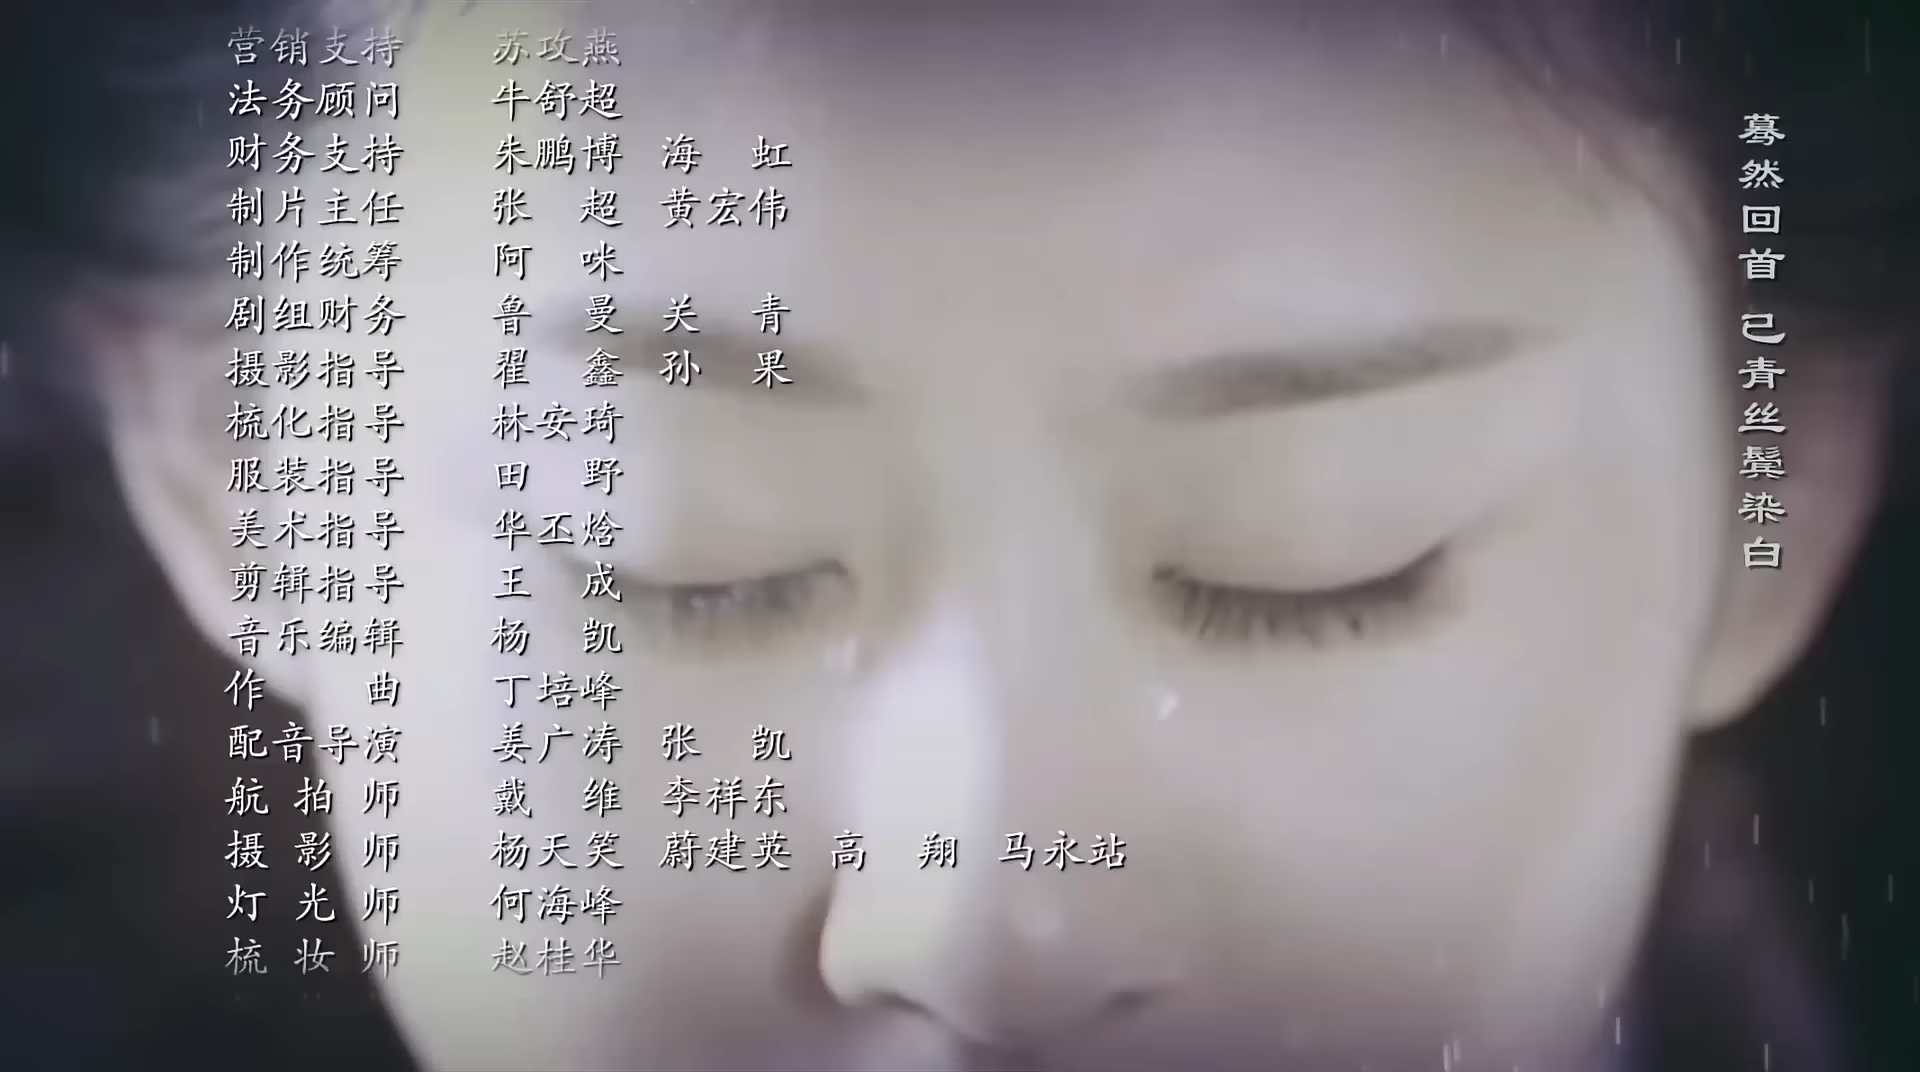 营销支持 苏攻燕
法务顾问 牛舒超
财务支持 朱鹏博 海虹
制片主任 张超 黄宏伟
制作统筹 阿咪
剧组财务 鲁曼 关青
摄影指导 翟鑫 孙果
梳化指导 林安琦
服装指导 田野
美术指导 华丕焓
剪辑指导 王成
音乐编辑 杨凯
作曲 丁培峰
配音导演 姜广涛 张凯
航拍师 戴维 李祥东
摄影师 杨天笑 蔚建英 高翔 马永站
灯光师 何海峰
梳妆师 赵桂华
蓦然回首 已青丝鬓染白